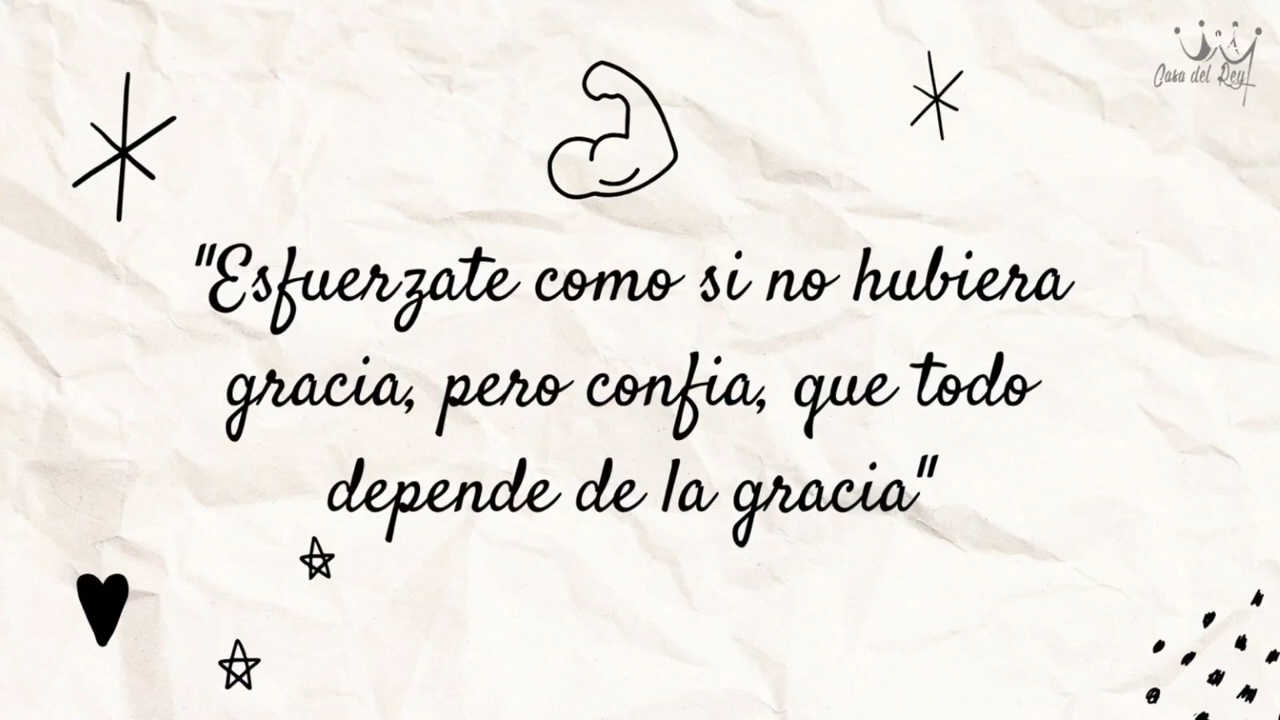 Casa del Rey
"Esfuerzate como si no hubiera
gracia, pero confia, que todo
depende de la gracia"